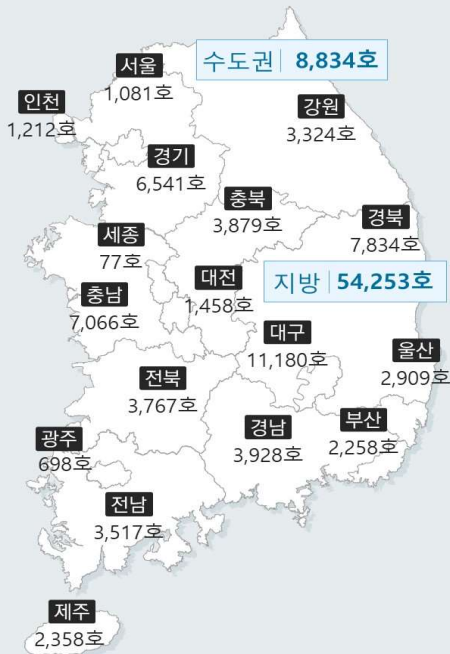 수도권 8,834호
서울
1,081호
인천
1,212호
강원
3,324호
경기
6,541호
충북
3,879호
경북
7,834호
세종
77호
대전
1,458호
지방 54,253호
충남
7,066호
대구
11,180호
울산
2,909호
전북
3,767호
경남
3,928호
부산
2,258호
광주
698호
전남
3,517호
제주
2,358호